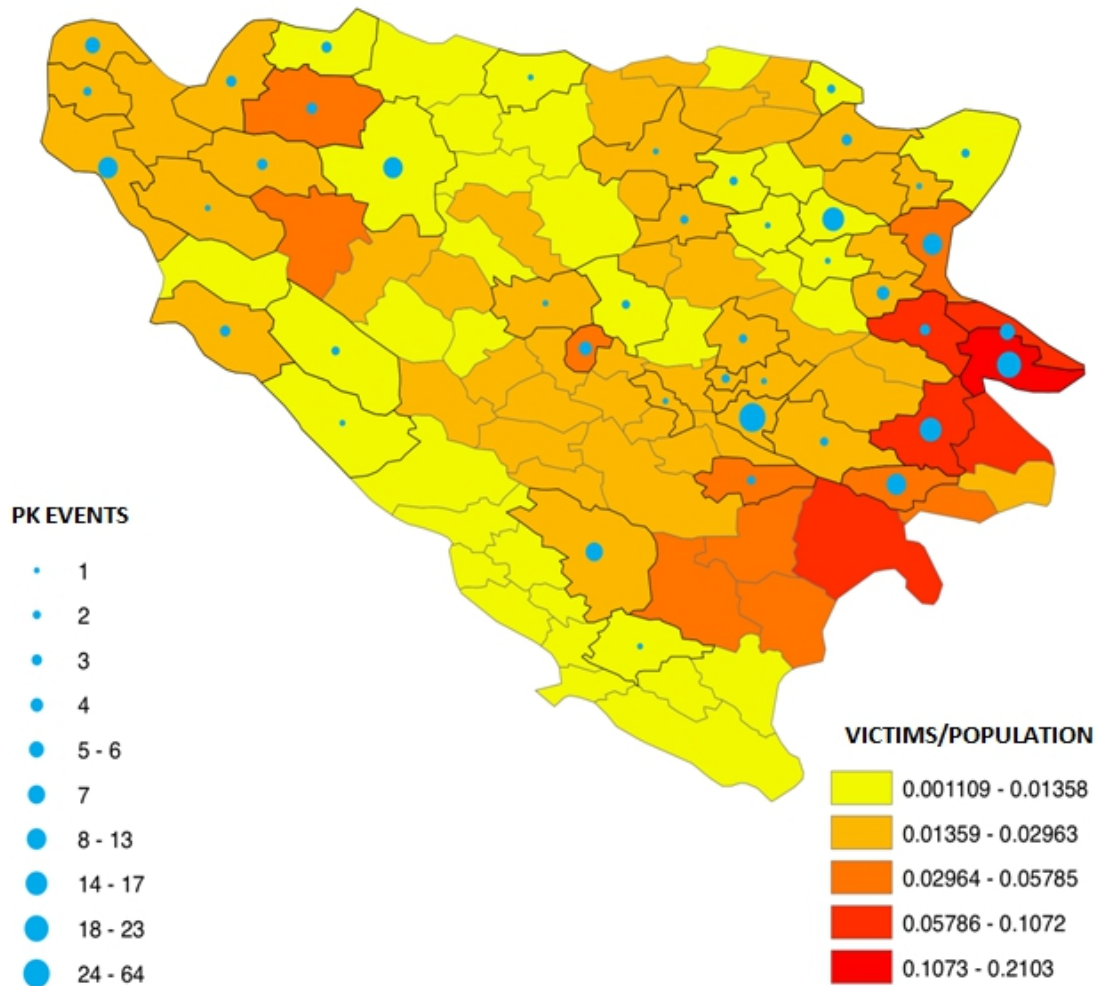 PK EVENTS
1
2
3
4
5 - 6
7
8 - 13
14 - 17
18 - 23
24 - 64
VICTIMS/POPULATION
0.001109 - 0.01358
0.01359 - 0.02963
0.02964 - 0.05785
0.05786 - 0.1072
0.1073 - 0.2103